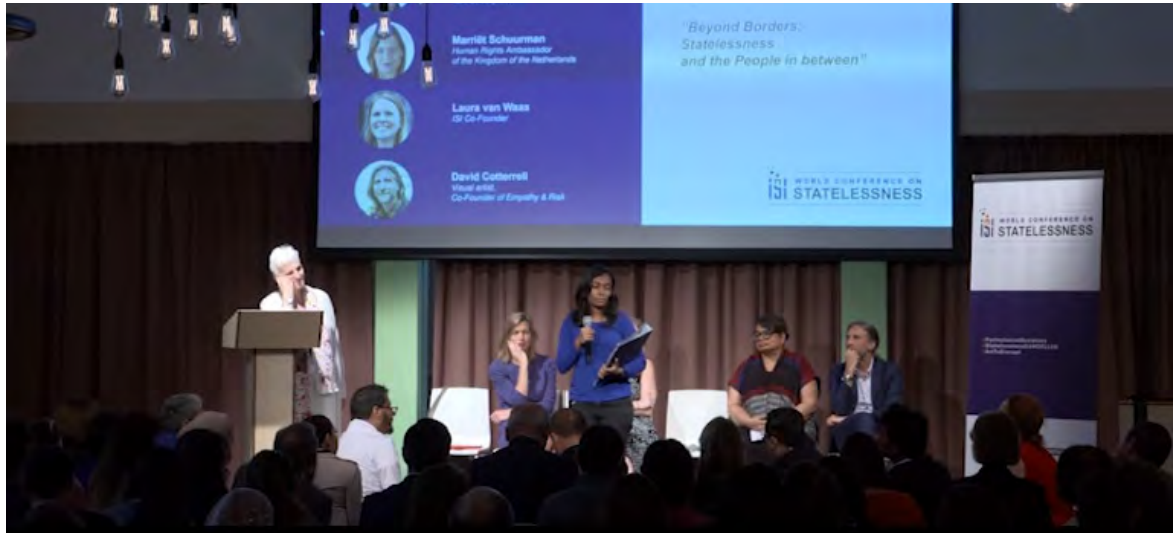 Marriët Schuurman
Human Rights Ambassador
of the Kingdom of the Netherlands
Laura van Waas
ISI Co-Founder
David Cotterrell
Visual artist,
Co-Founder of Empathy & Risk
"Beyond Borders:
Statelessness
and the People in between"
iSi WORLD CONFERENCE ON
STATELESSNESS
iSi WORLD CONFERENCE ON
STATELESSNESS